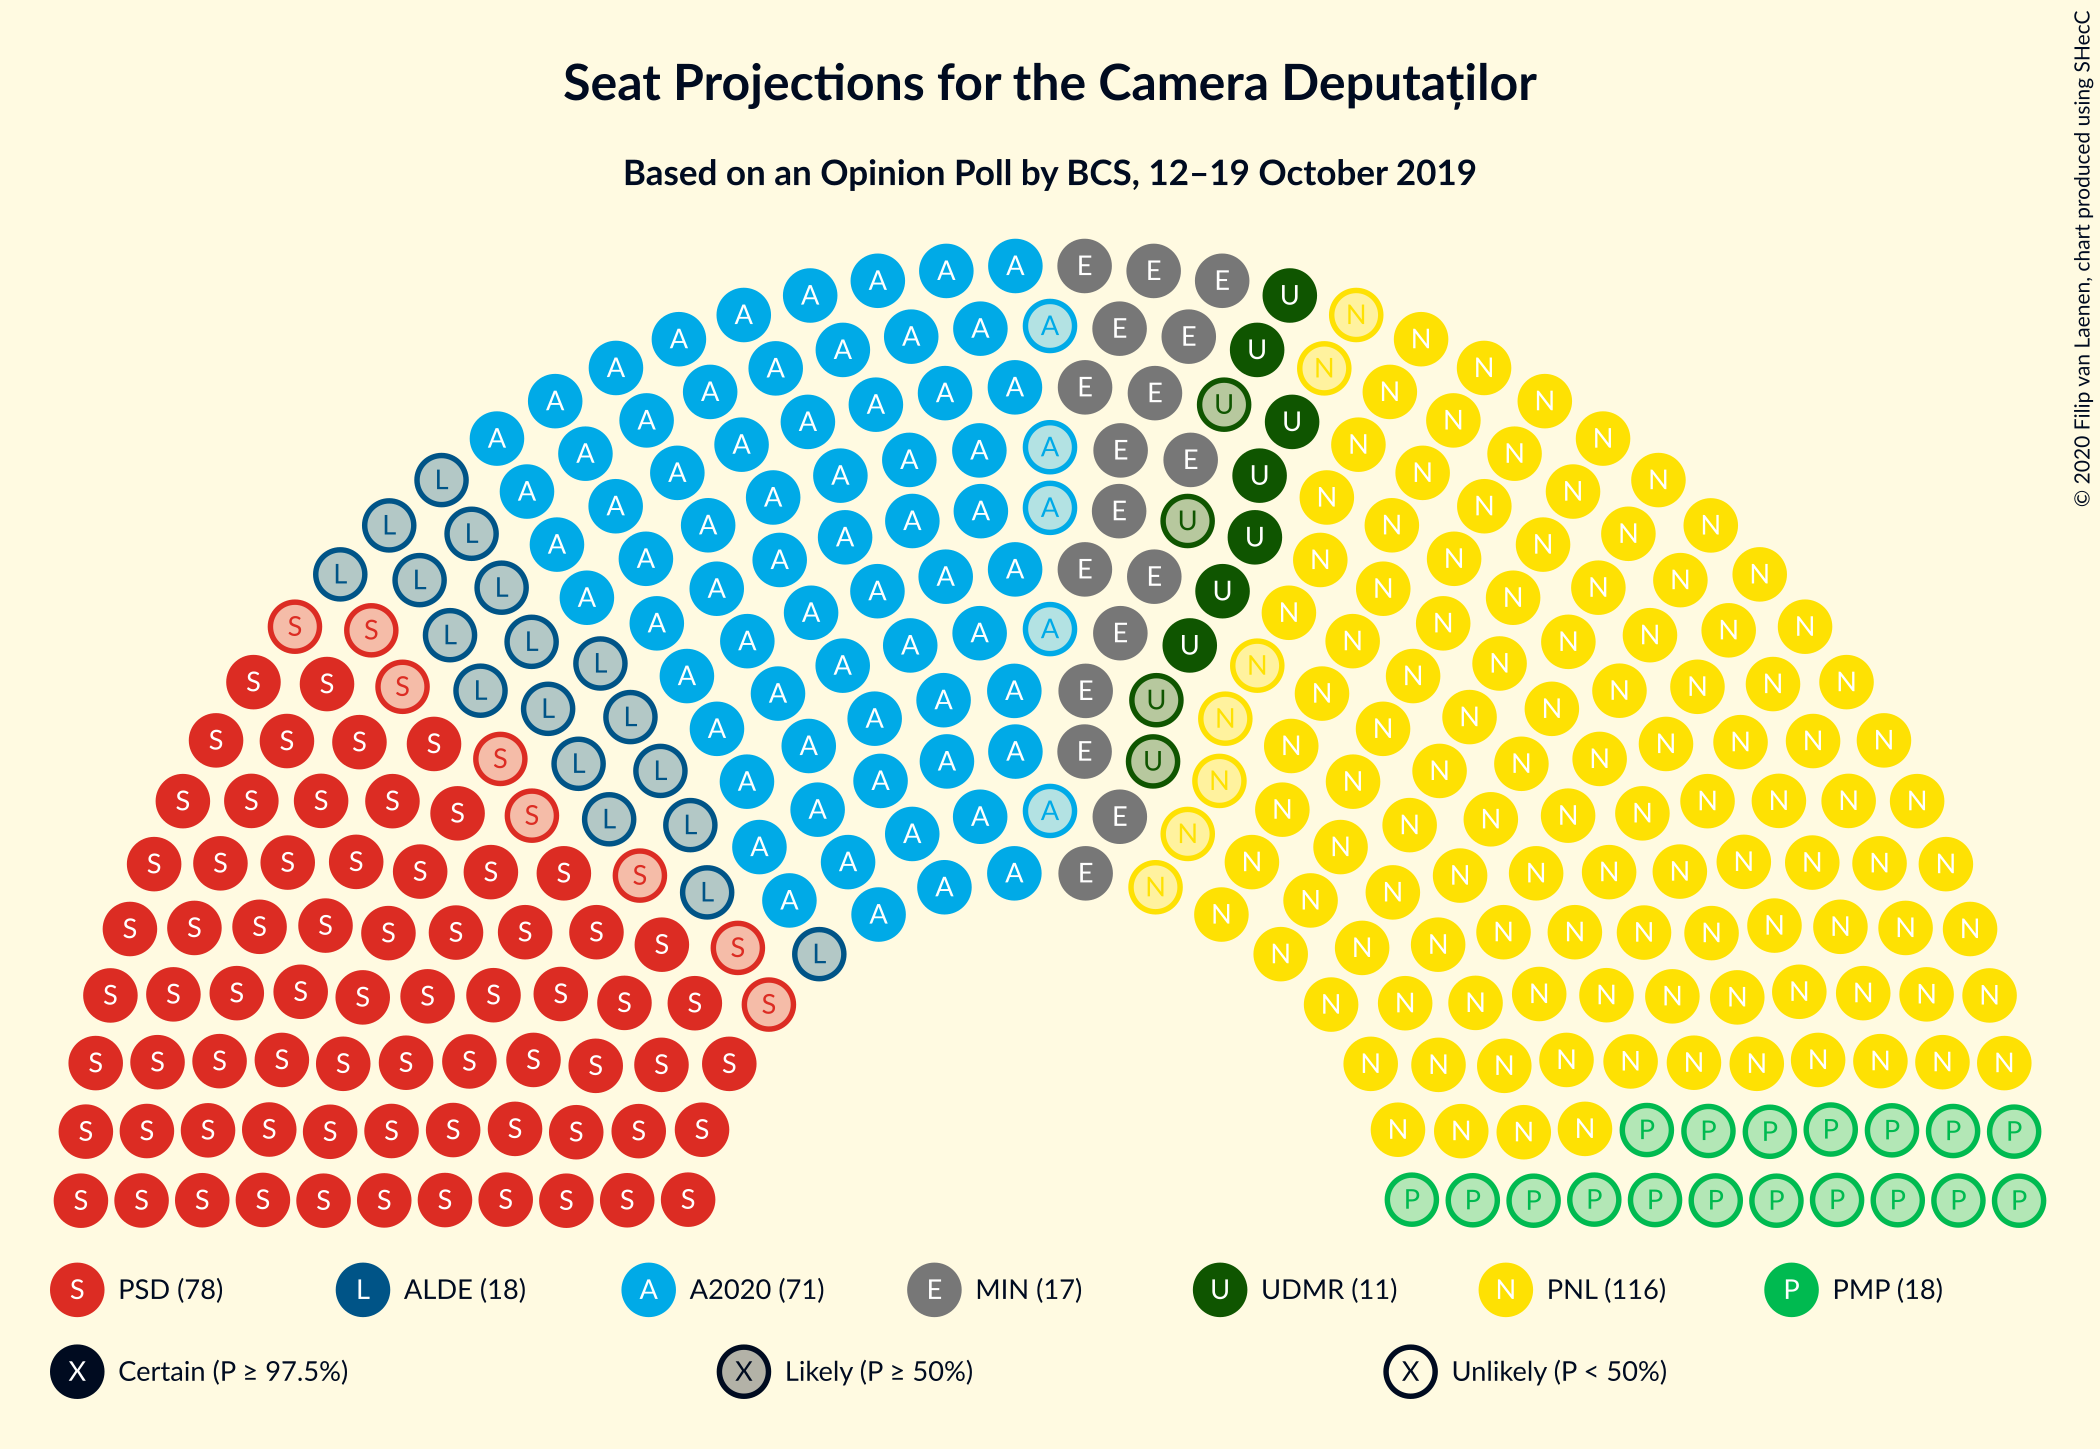 Seat Projections for the Camera Deputaților
Based on an Opinion Poll by BCS, 12–19 October 2019
© 2020 Filip van Laenen, chart produced using SHecC
S PSD (78) L ALDE (18) A A2020 (71) E MIN (17) U UDMR (11) N PNL (116) P PMP (18)
X Certain (P ≥ 97.5%) X Likely (P ≥ 50%) X Unlikely (P < 50%)